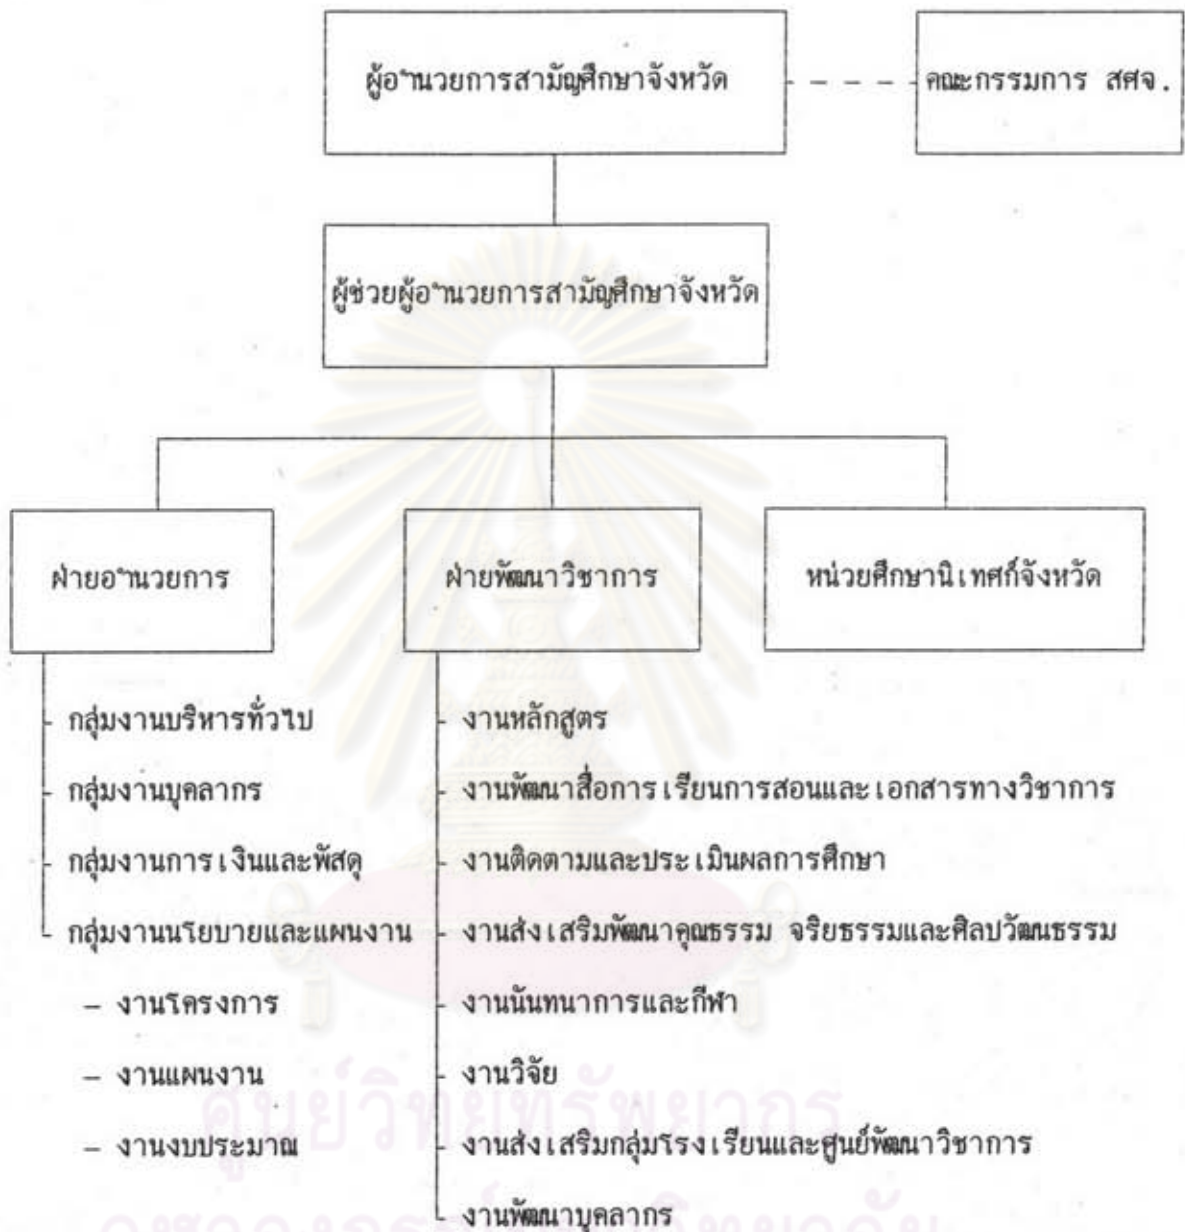 ผู้อำนวยการสามัญศึกษาจังหวัด
คณะกรรมการ สศจ.
ผู้ช่วยผู้อำนวยการสามัญศึกษาจังหวัด
ฝ่ายอำนวยการ
ฝ่ายพัฒนาวิชาการ
หน่วยศึกษานิเทศก์จังหวัด
กลุ่มงานบริหารทั่วไป
กลุ่มงานบุคลากร
กลุ่มงานการเงินและพัสดุ
กลุ่มงานนโยบายและแผนงาน
– งานโครงการ
– งานแผนงาน
– งานงบประมาณ
งานหลักสูตร
งานพัฒนาสื่อการเรียนการสอนและเอกสารทางวิชาการ
งานติดตามและประเมินผลการศึกษา
งานส่งเสริมพัฒนาคุณธรรม จริยธรรมและศิลปวัฒนธรรม
งานนันทนาการและกีฬา
งานวิจัย
งานส่งเสริมกลุ่มโรงเรียนและศูนย์พัฒนาวิชาการ
งานพัฒนาบุคลากร
ศูนย์วิทยทรัพยากร